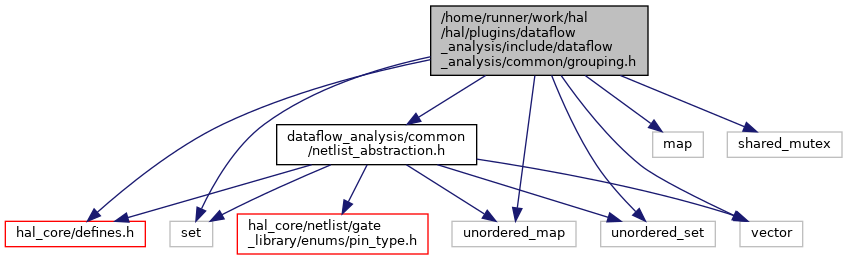 /home/runner/work/hal
/hal/plugins/dataflow
_analysis/include/dataflow
_analysis/common/grouping.h
dataflow_analysis/common
/netlist_abstraction.h
map
shared_mutex
hal_core/defines.h
set
hal_core/netlist/gate
_library/enums/pin_type.h
unordered_map
unordered_set
vector